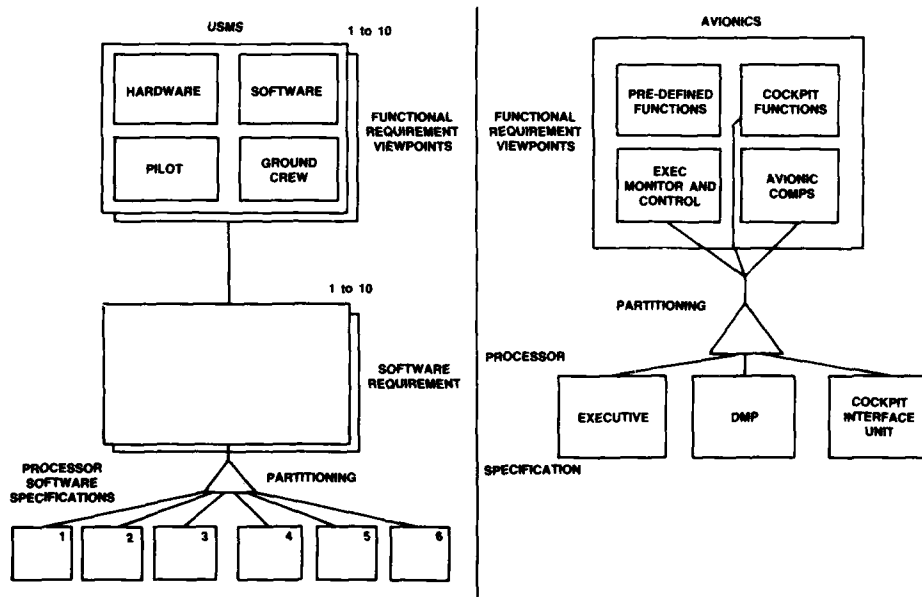 USMS
1 to 10
HARDWARE
SOFTWARE
PILOT
GROUND
CREW
FUNCTIONAL
REQUIREMENT
VIEWPOINTS
1 to 10
SOFTWARE
REQUIREMENT
PROCESSOR
SOFTWARE
SPECIFICATIONS
PARTITIONING
1
2
3
4
5
6
AVIONICS
FUNCTIONAL
REQUIREMENT
VIEWPOINTS
PRE-DEFINED
FUNCTIONS
COCKPIT
FUNCTIONS
EXEC
MONITOR AND
CONTROL
AVIONIC
COMPS
PARTITIONING
PROCESSOR
EXECUTIVE
DMP
COCKPIT
INTERFACE
UNIT
SPECIFICATION